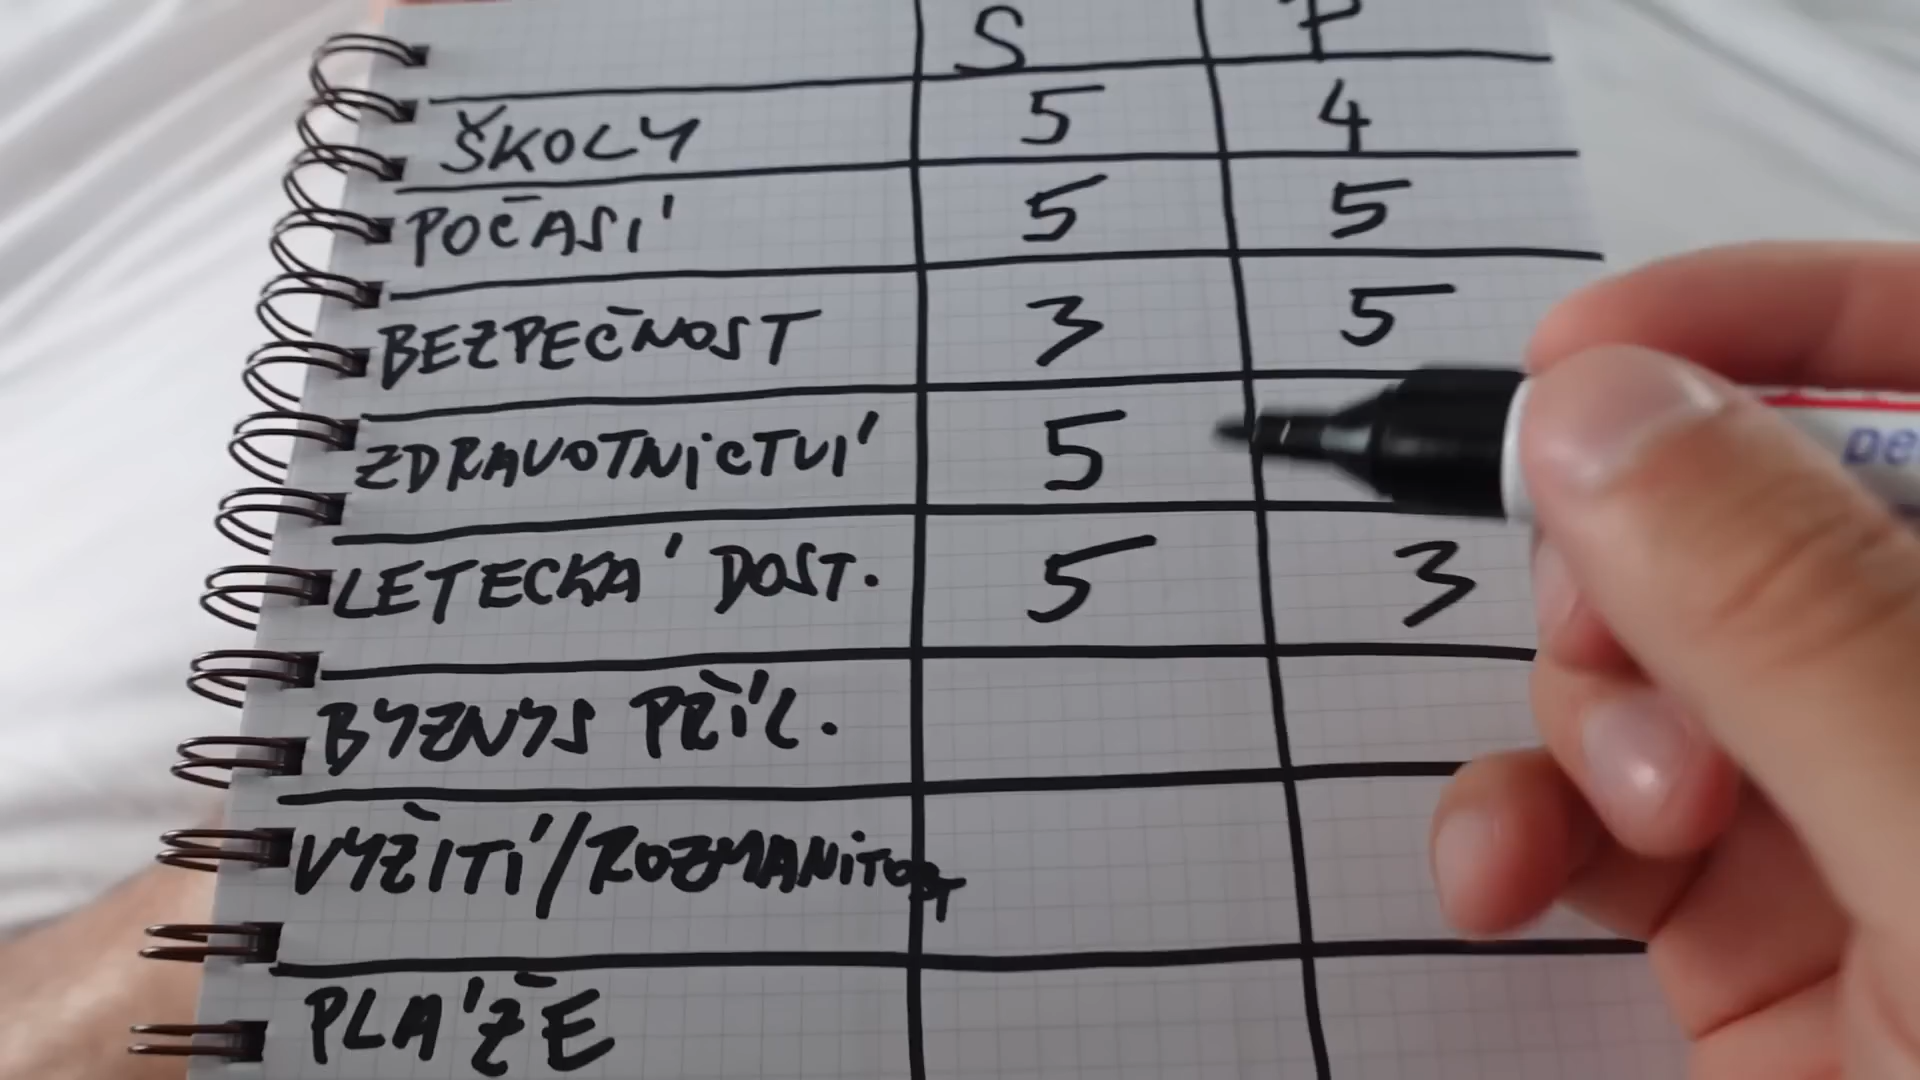 S P
ŠKOLY 5 4
POČASÍ 5 5
BEZPEČNOST 3 5
ZDRAVOTNICTVÍ 5
LETECKÁ DOST. 5 3
BYZNYS PŘÍL.
VYŽITÍ/ROZMANITOST
PLÁŽE